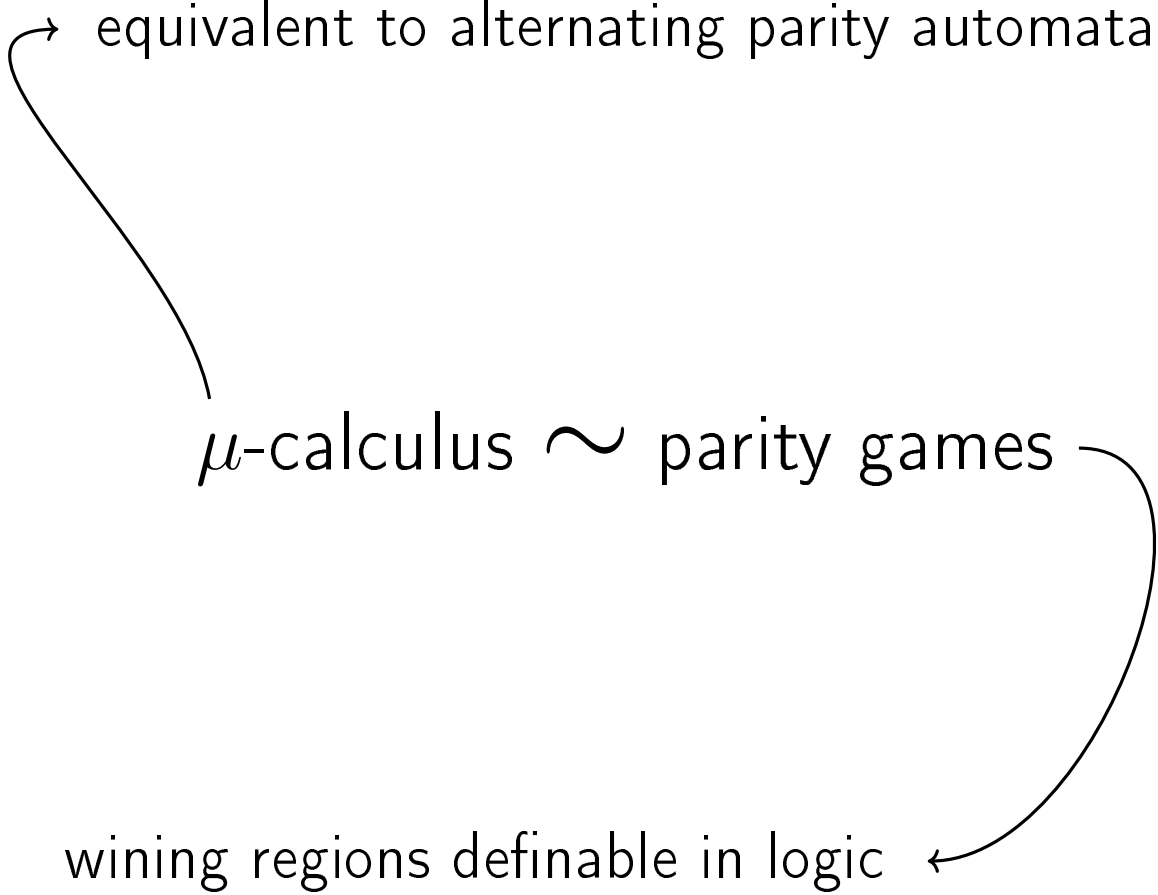 equivalent to alternating parity automata
μ-calculus ∼ parity games
wining regions definable in logic